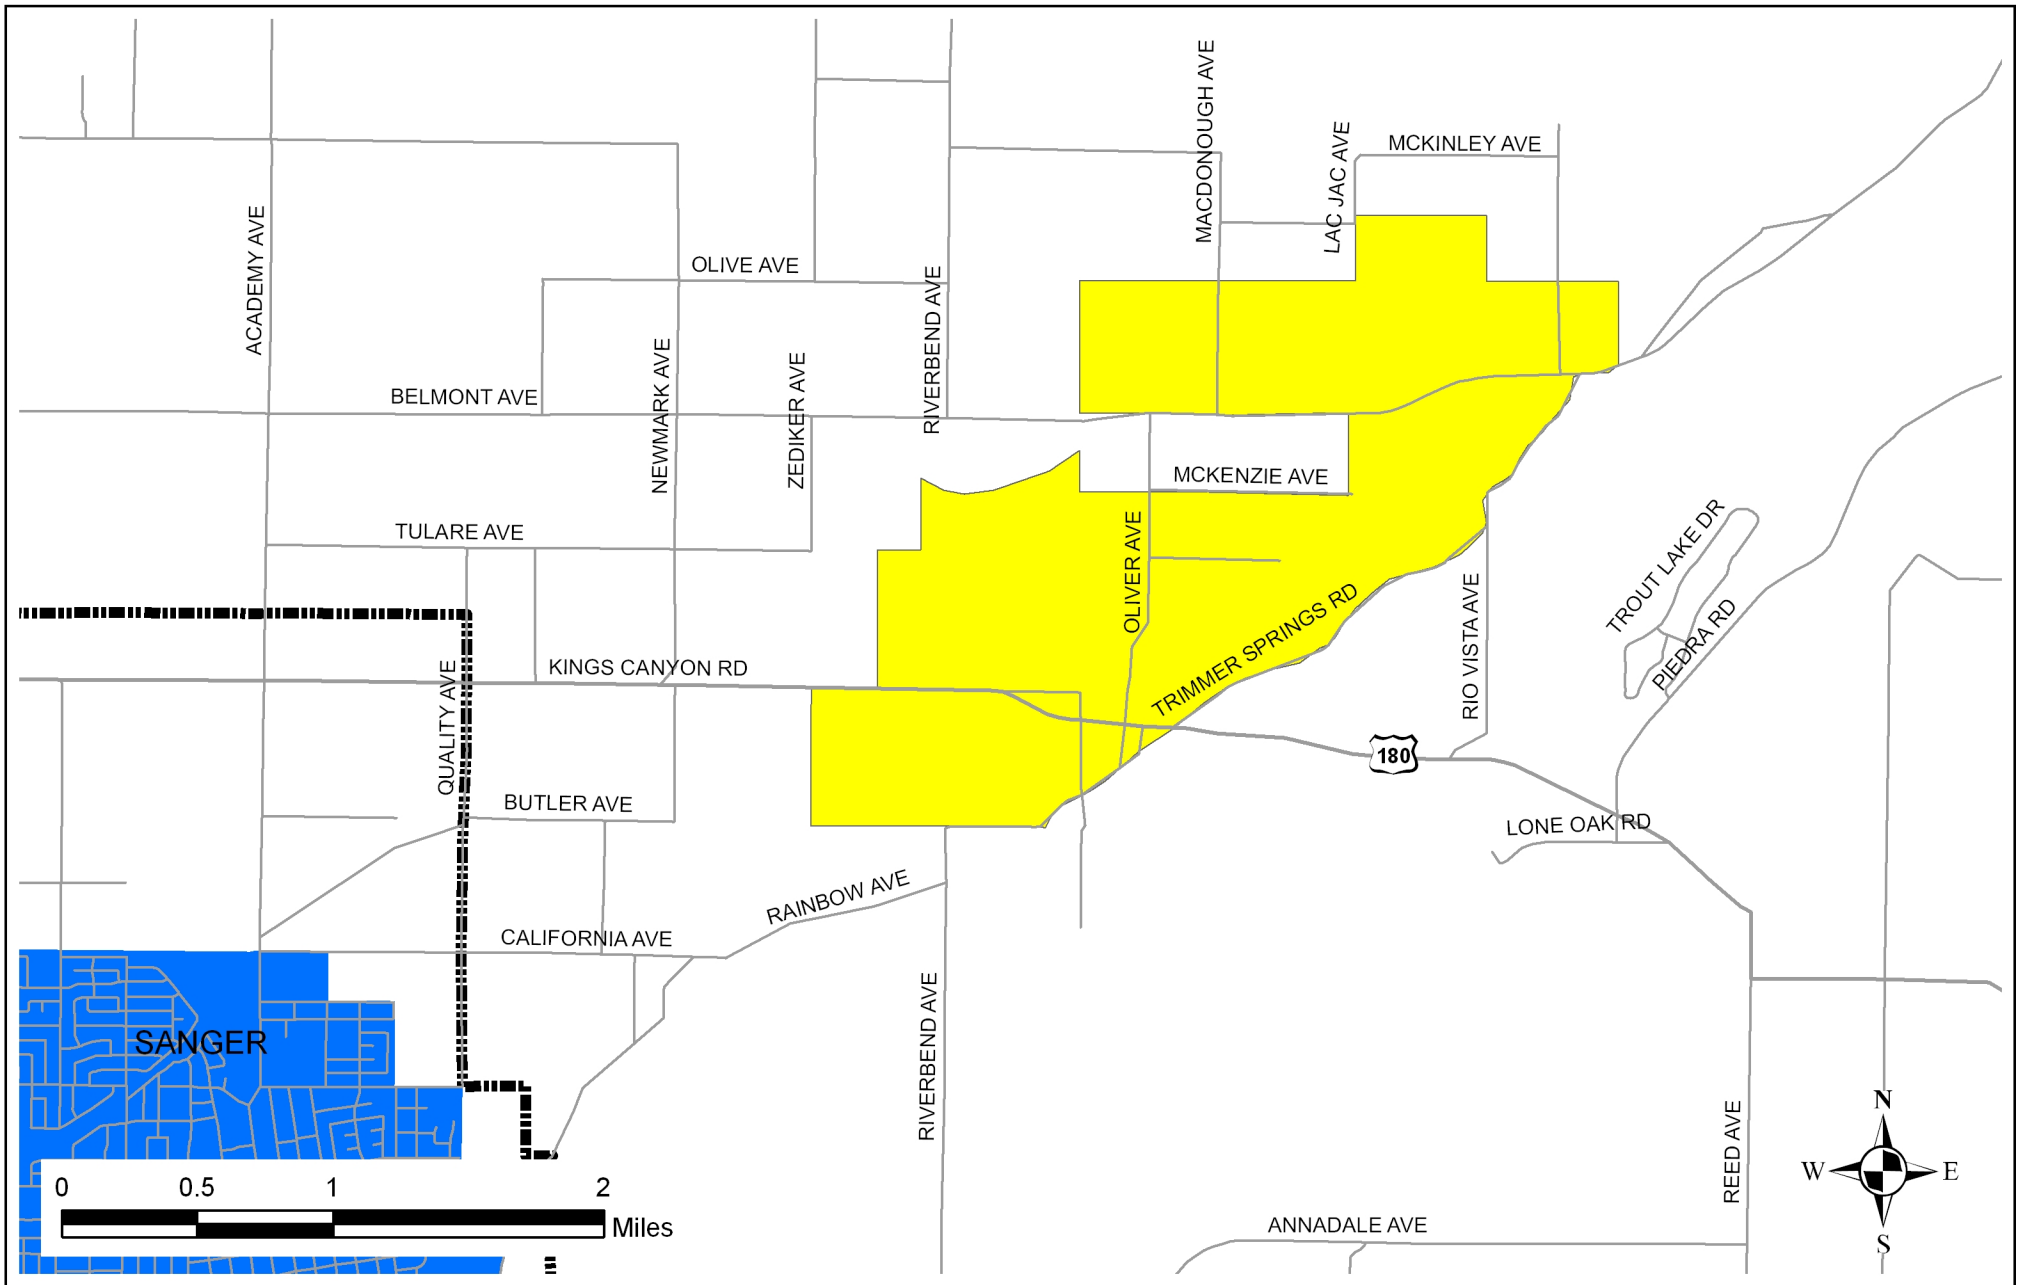 MACDONOUGH AVE
LAC JAC AVE
MCKINLEY AVE
ACADEMY AVE
OLIVE AVE
RIVERBEND AVE
NEWMARK AVE
ZEDIKER AVE
BELMONT AVE
MCKENZIE AVE
TULARE AVE
OLIVER AVE
TROUT LAKE DR
TRIMMER SPRINGS RD
RIO VISTA AVE
PIEDRA RD
KINGS CANYON RD
QUALITY AVE
180
BUTLER AVE
LONE OAK RD
RAINBOW AVE
CALIFORNIA AVE
SANGER
RIVERBEND AVE
REED AVE
N
W E
S
0 0.5 1 2
Miles
ANNADALE AVE